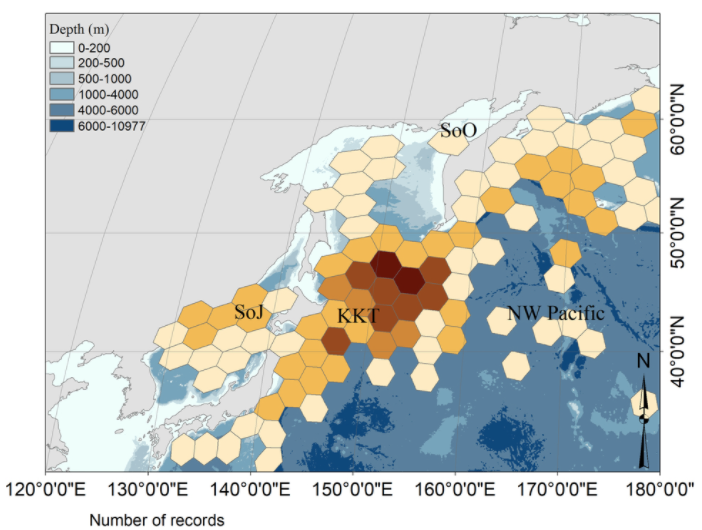 Depth (m)
0-200
200-500
500-1000
1000-4000
4000-6000
6000-10977
SoO
60°0'0"N
50°0'0"N
SoJ
KKT
NW Pacific
N
40°0'0"N
120°0'0"E
130°0'0"E
140°0'0"E
150°0'0"E
160°0'0"E
170°0'0"E
180°0'0"
Number of records